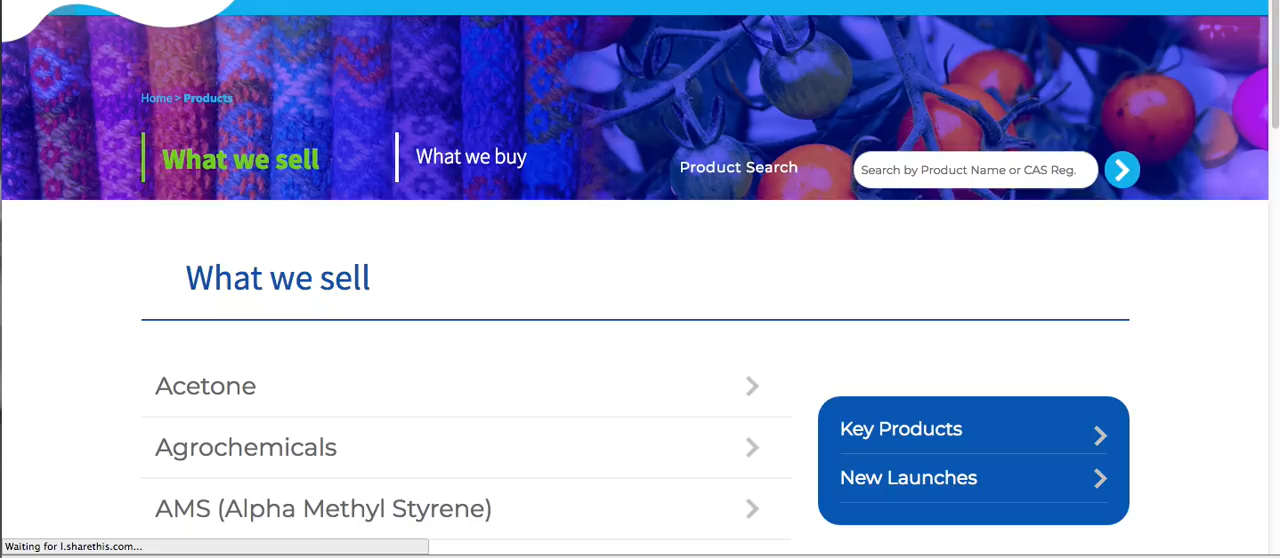 Home > Products
What we sell
What we buy
Product Search
Search by Product Name or CAS Reg.
What we sell
Acetone
Agrochemicals
AMS (Alpha Methyl Styrene)
Key Products
New Launches
Waiting for l.sharethis.com...